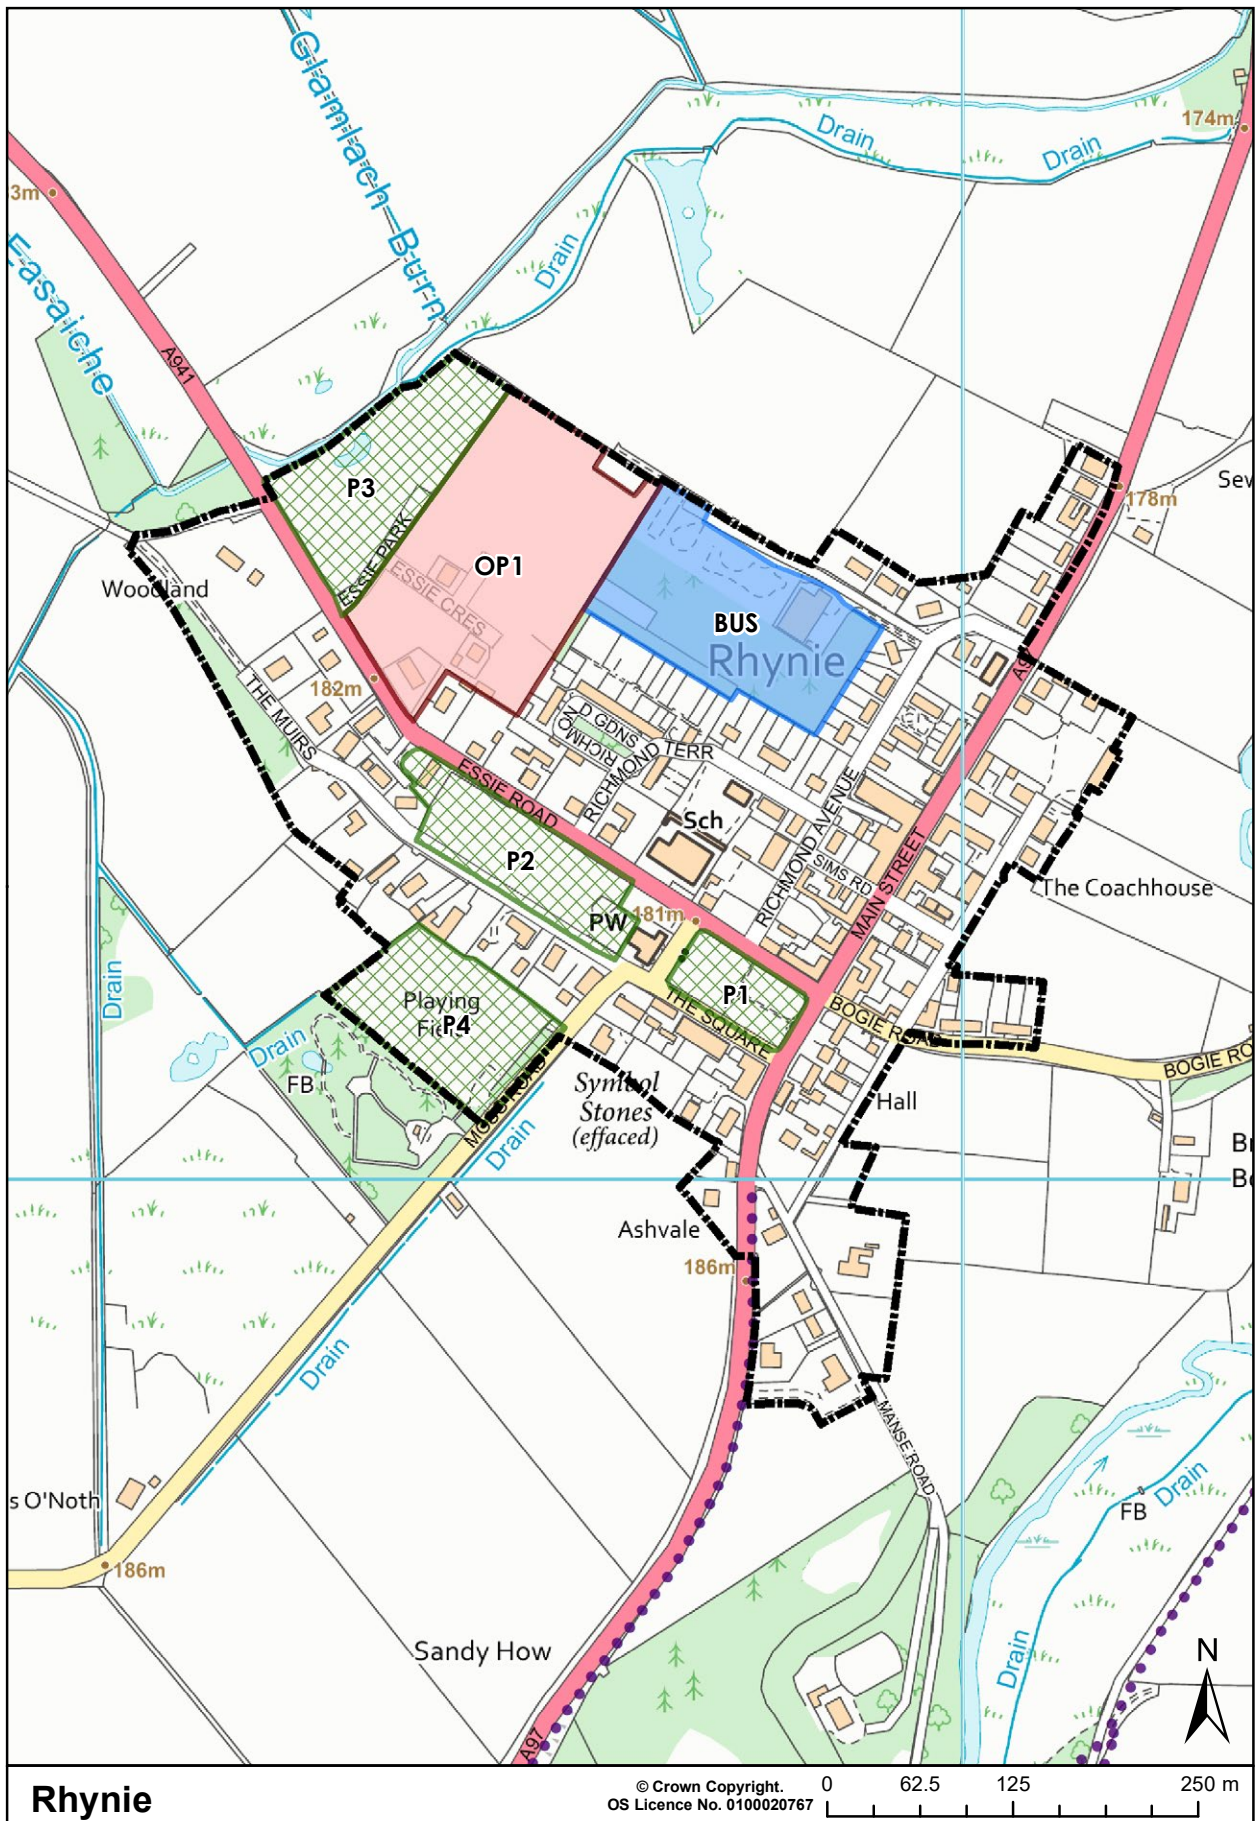 Glamlach Burn
174m
Drain
Drain
3m
Easaiche
Drain
A941
Sev
178m
P3
ESSIE PARK
OP1
ESSIE CRES
Woodland
BUS
Rhynie
182m
THE MUIRS
RICHMOND GDNS
RICHMOND TERR
ESSIE ROAD
Sch
RICHMOND AVENUE
SIMS RD
MAIN STREET
P2
The Coachhouse
PW
181m
Drain
Playing
P4
P1
THE SQUARE
BOGIE ROAD
BOGIE RO
Drain
FB
MOSS ROAD
Symbol
Stones
(effaced)
Hall
Drain
Ashvale
186m
Drain
MANSE ROAD
s O'Noth
186m
FB
Drain
Sandy How
Drain
A97
N
Rhynie
© Crown Copyright.
OS Licence No. 0100020767
0 62.5 125 250 m